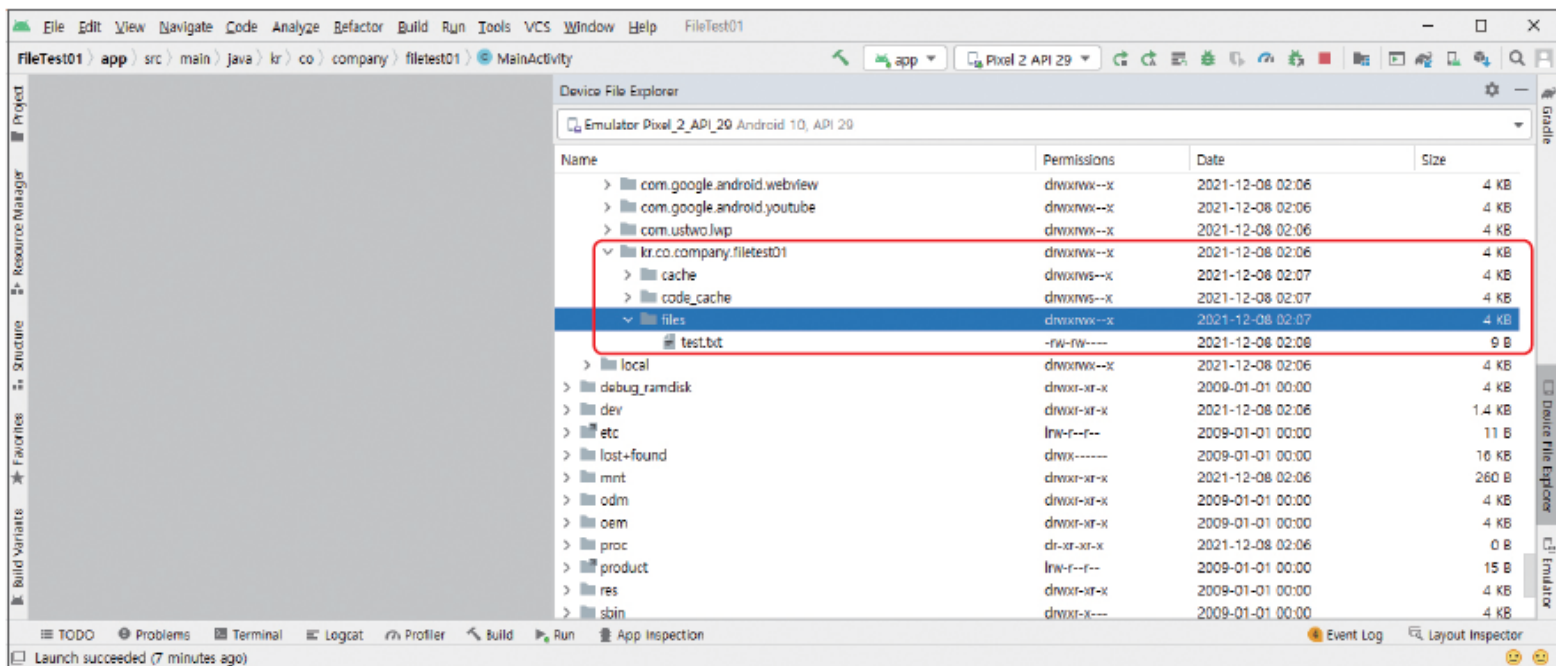 File Edit View Navigate Code Analyze Refactor Build Run Tools VCS Window Help FileTest01
FileTest01 〉 app 〉 src 〉 main 〉 java 〉 kr 〉 co 〉 company 〉 filetest01 〉 MainActivity app Pixel 2 API 29
Project
Resource Manager
Structure
Favorites
Build Variants
Device File Explorer
Emulator Pixel_2_API_29 Android 10, API 29
Name Permissions Date Size
com.google.android.webview drwxrwx--x 2021-12-08 02:06 4 KB
com.google.android.youtube drwxrwx--x 2021-12-08 02:06 4 KB
com.ustwo.lwp drwxrwx--x 2021-12-08 02:06 4 KB
kr.co.company.filetest01 drwxrwx--x 2021-12-08 02:06 4 KB
cache drwxrws--x 2021-12-08 02:07 4 KB
code_cache drwxrws--x 2021-12-08 02:07 4 KB
files drwxrwx--x 2021-12-08 02:07 4 KB
test.txt -rw-rw---- 2021-12-08 02:08 9 B
local drwxrwx--x 2021-12-08 02:06 4 KB
debug_ramdisk drwxr-xr-x 2009-01-01 00:00 4 KB
dev drwxr-xr-x 2021-12-08 02:06 1.4 KB
etc lrw-r--r-- 2009-01-01 00:00 11 B
lost+found drwx------ 2009-01-01 00:00 16 KB
mnt drwxr-xr-x 2021-12-08 02:06 260 B
odm drwxr-xr-x 2009-01-01 00:00 4 KB
oem drwxr-xr-x 2009-01-01 00:00 4 KB
proc dr-xr-xr-x 2021-12-08 02:06 0 B
product lrw-r--r-- 2009-01-01 00:00 15 B
res drwxr-xr-x 2009-01-01 00:00 4 KB
sbin drwxr-x--- 2009-01-01 00:00 4 KB
Gradle
Device File Explorer
Emulator
TODO Problems Terminal Logcat Profiler Build Run App Inspection 4 Event Log Layout Inspector
Launch succeeded (7 minutes ago)